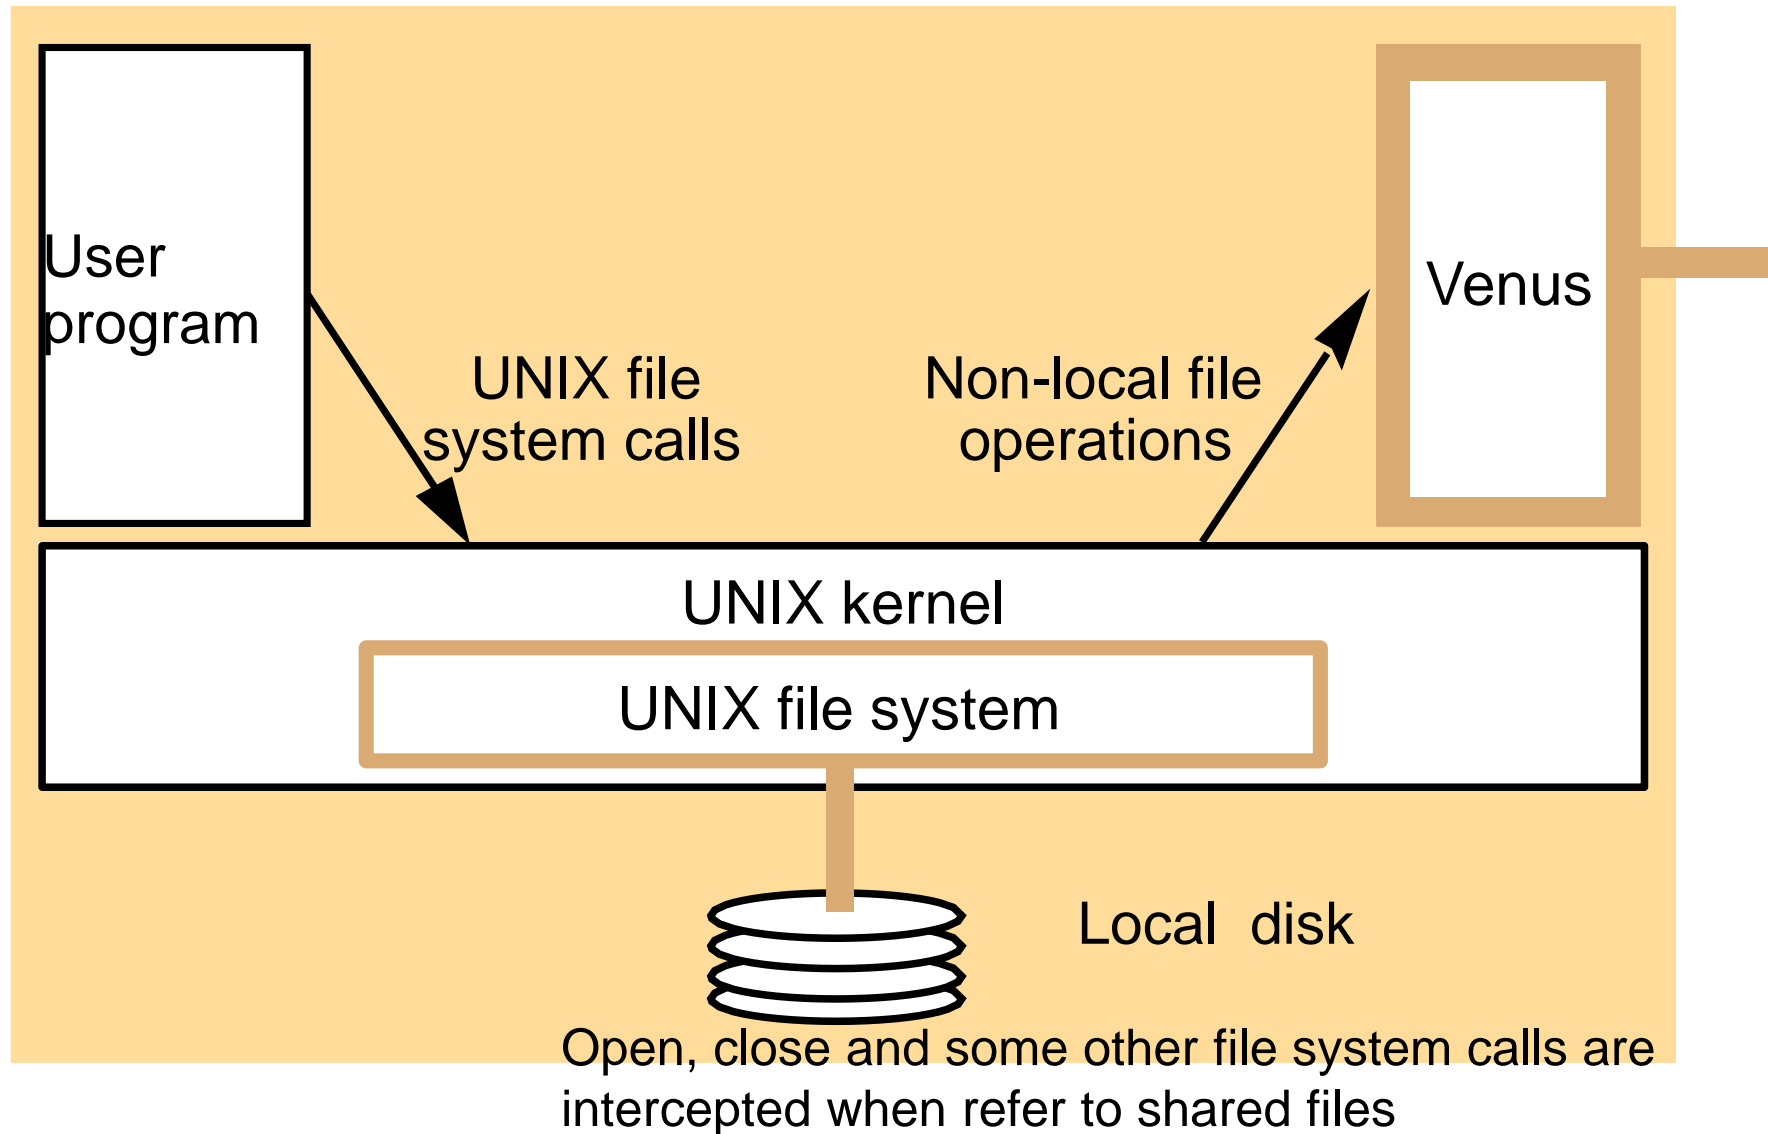 User
program
UNIX file
system calls
Non-local file
operations
Venus
UNIX kernel
UNIX file system
Local disk
Open, close and some other file system calls are
intercepted when refer to shared files